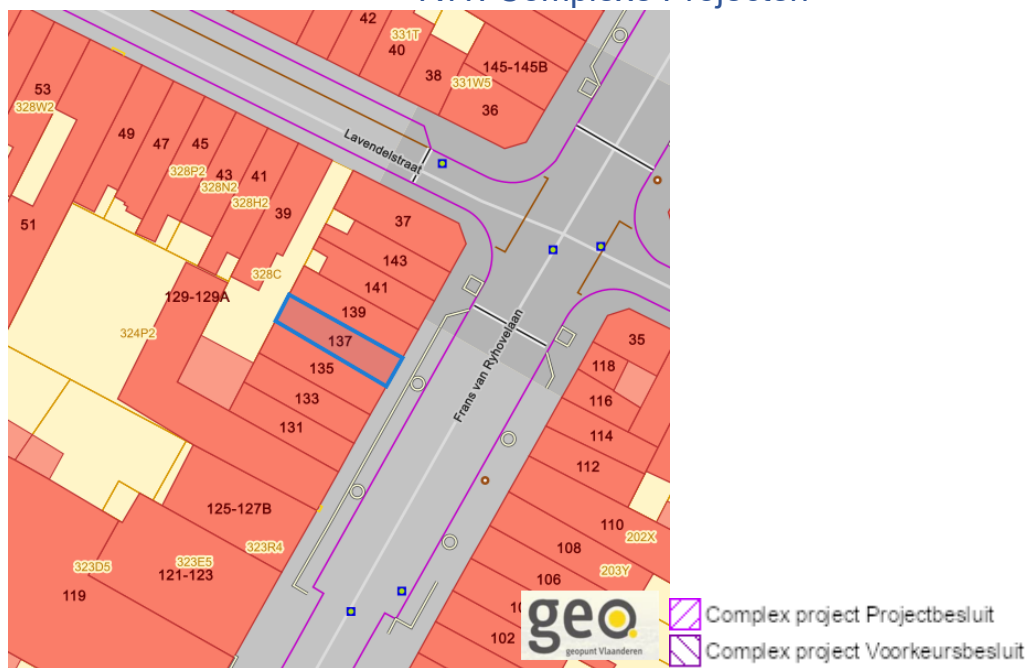 Complexe Projecten
42
331T
40
38
331W5
145-145B
36
53
328W2
49
47
45
328P2
43
328N2
41
328H2
39
Lavendelstraat
37
51
143
328C
141
129-129A
139
324P2
137
135
133
131
Frans van Ryhovelaan
35
118
116
114
112
125-127B
110
202X
323R4
108
323D5
323E5
121-123
203Y
106
119
102
geo.
geopunt Vlaanderen
Complex project Projectbesluit
Complex project Voorkeursbesluit